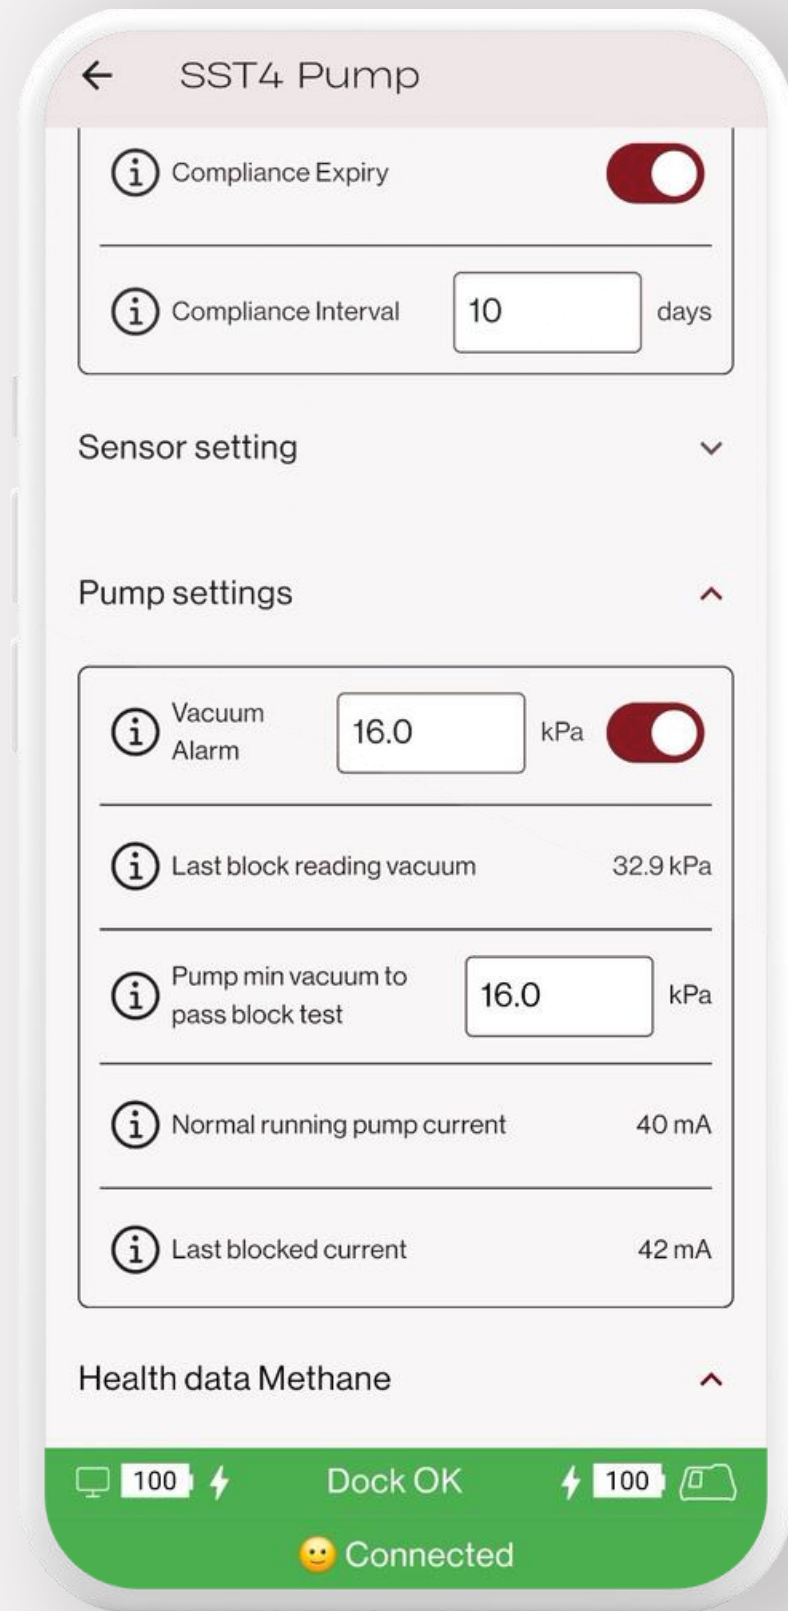 SST4 Pump
Compliance Expiry
Compliance Interval 10 days
Sensor setting
Pump settings
Vacuum
Alarm 16.0 kPa
Last block reading vacuum 32.9 kPa
Pump min vacuum to
pass block test 16.0 kPa
Normal running pump current 40 mA
Last blocked current 42 mA
Health data Methane
100 Dock OK 100
Connected